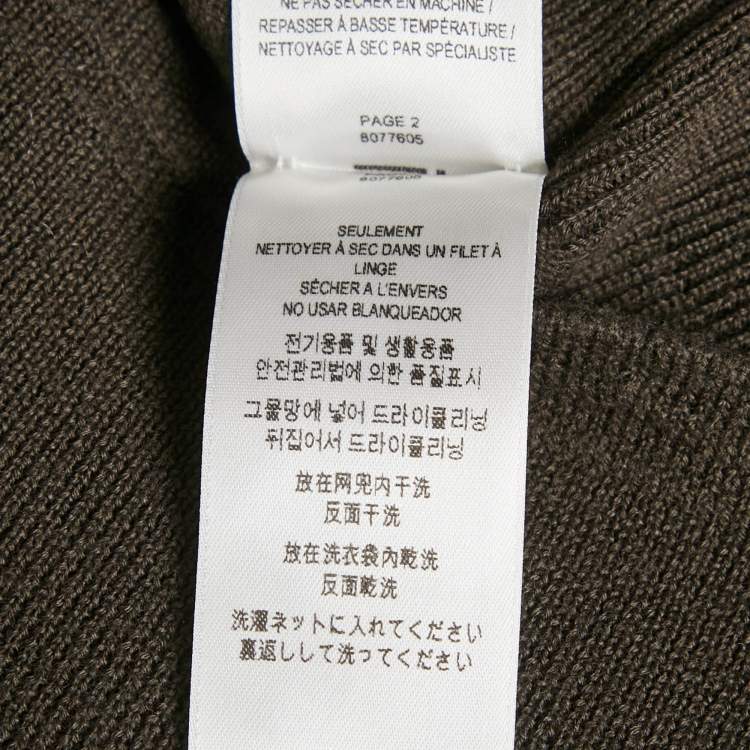 NE PAS SÉCHER EN MACHINE/
REPASSER À BASSE TEMPÉRATURE/
NETTOYAGE À SEC PAR SPÉCIALISTE
PAGE 2
8077605
8077605
SEULEMENT
NETTOYER À SEC DANS UN FILET À
LINGE
SÉCHER A L'ENVERS
NO USAR BLANQUEADOR
전기용품 및 생활용품
안전관리법에 의한 품질표시
그물망에 넣어 드라이클리닝
뒤집어서 드라이클리닝
放在网兜内干洗
反面干洗
放在洗衣袋內乾洗
反面乾洗
洗濯ネットに入れてください
裏返しして洗ってください